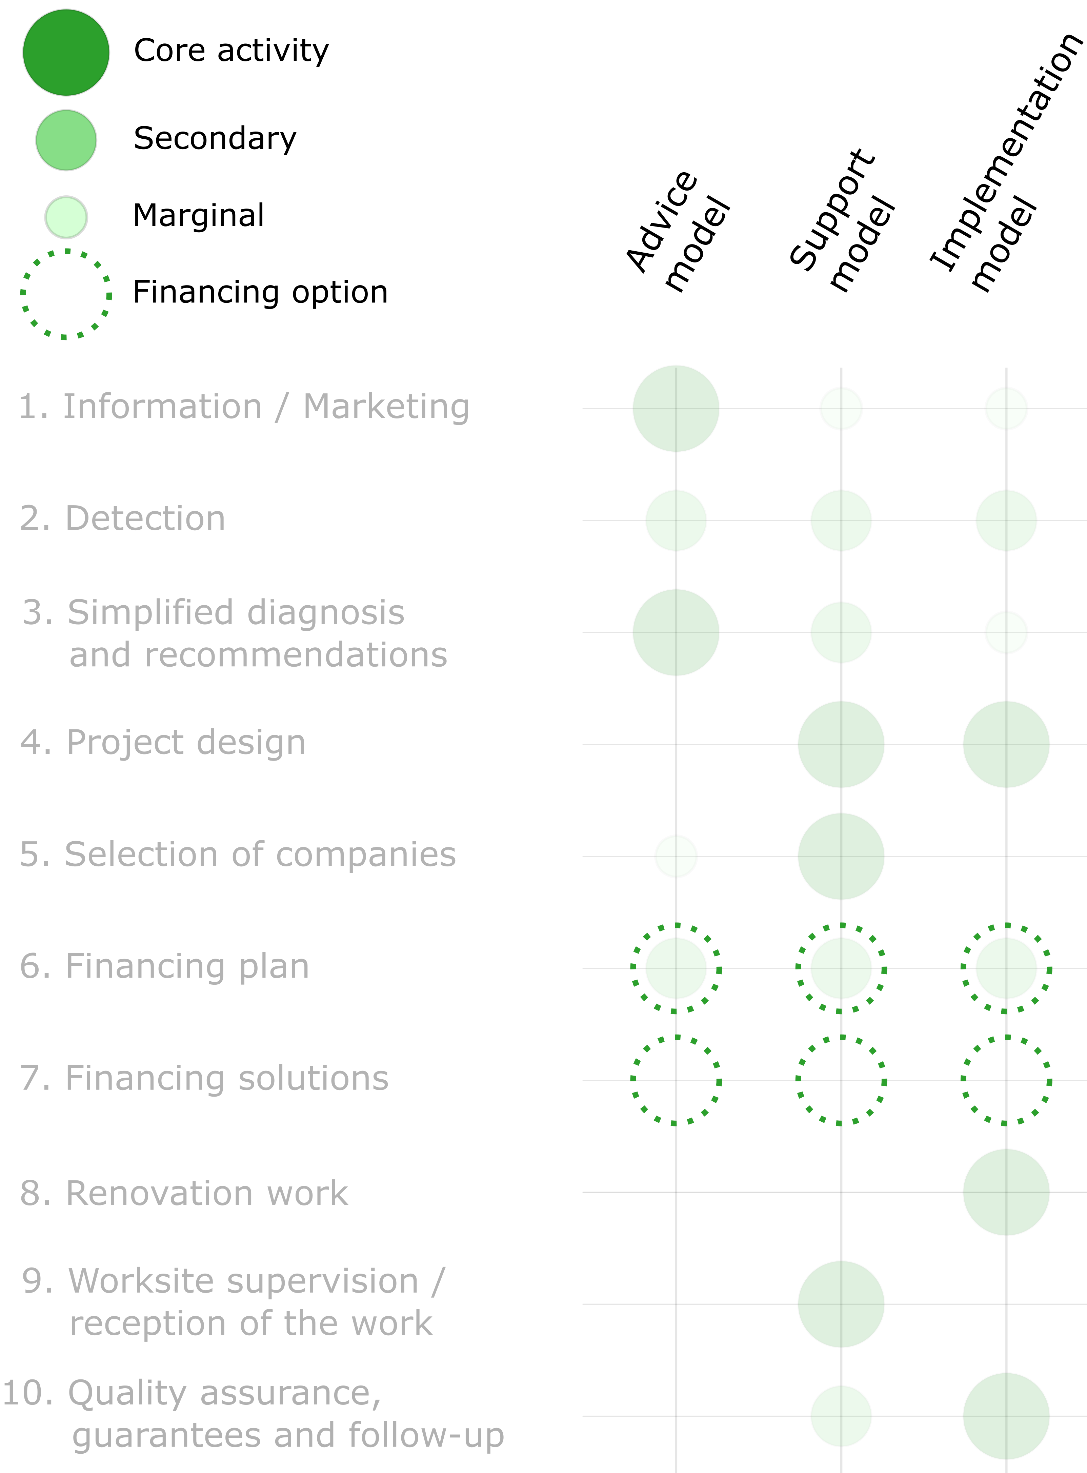 Core activity
Secondary
Marginal
Financing option
Advice
model
Support
model
Implementation
model
1. Information / Marketing
2. Detection
3. Simplified diagnosis
and recommendations
4. Project design
5. Selection of companies
6. Financing plan
7. Financing solutions
8. Renovation work
9. Worksite supervision /
reception of the work
10. Quality assurance,
guarantees and follow-up